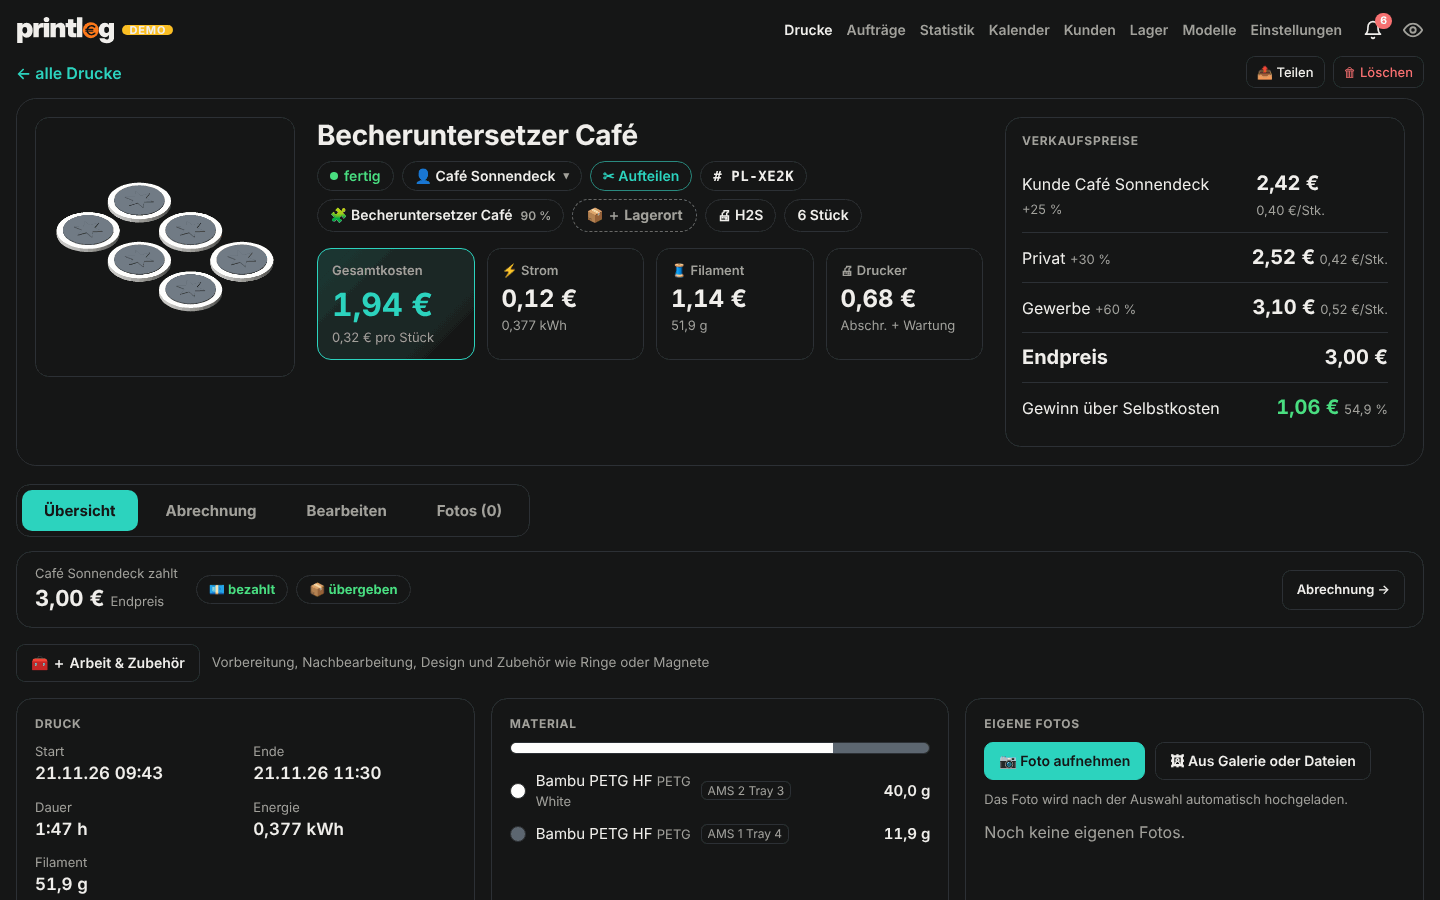 printlog DEMO
Drucke Aufträge Statistik Kalender Kunden Lager Modelle Einstellungen 6
← alle Drucke
Teilen Löschen
Becheruntersetzer Café
fertig Café Sonnendeck ▾ Aufteilen # PL-XE2K
Becheruntersetzer Café 90 % + Lagerort H2S 6 Stück
Gesamtkosten
1,94 €
0,32 € pro Stück
Strom
0,12 €
0,377 kWh
Filament
1,14 €
51,9 g
Drucker
0,68 €
Abschr. + Wartung
VERKAUFSPREISE
Kunde Café Sonnendeck 2,42 €
+25 % 0,40 €/Stk.
Privat +30 % 2,52 € 0,42 €/Stk.
Gewerbe +60 % 3,10 € 0,52 €/Stk.
Endpreis 3,00 €
Gewinn über Selbstkosten 1,06 € 54,9 %
Übersicht Abrechnung Bearbeiten Fotos (0)
Café Sonnendeck zahlt
3,00 € Endpreis
bezahlt übergeben
Abrechnung →
+ Arbeit & Zubehör Vorbereitung, Nachbearbeitung, Design und Zubehör wie Ringe oder Magnete
DRUCK
Start Ende
21.11.26 09:43 21.11.26 11:30
Dauer Energie
1:47 h 0,377 kWh
Filament
51,9 g
MATERIAL
Bambu PETG HF PETG AMS 2 Tray 3 40,0 g
White
Bambu PETG HF PETG AMS 1 Tray 4 11,9 g
EIGENE FOTOS
Foto aufnehmen Aus Galerie oder Dateien
Das Foto wird nach der Auswahl automatisch hochgeladen.
Noch keine eigenen Fotos.